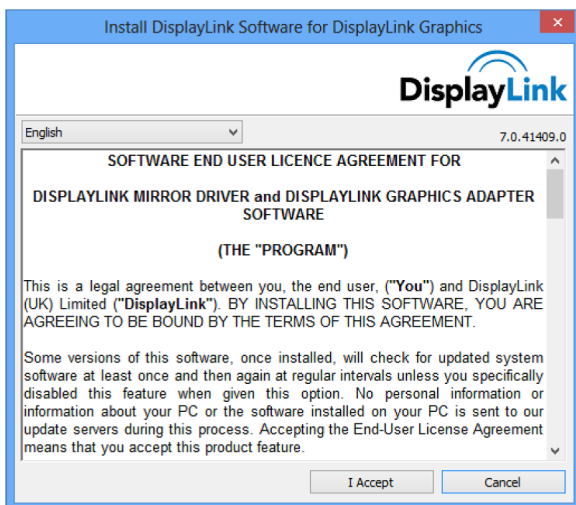 Install DisplayLink Software for DisplayLink Graphics
DisplayLink
English
7.0.41409.0
SOFTWARE END USER LICENCE AGREEMENT FOR
DISPLAYLINK MIRROR DRIVER and DISPLAYLINK GRAPHICS ADAPTER
SOFTWARE
(THE "PROGRAM")
This is a legal agreement between you, the end user, ("You") and DisplayLink
(UK) Limited ("DisplayLink"). BY INSTALLING THIS SOFTWARE, YOU ARE
AGREEING TO BE BOUND BY THE TERMS OF THIS AGREEMENT.
Some versions of this software, once installed, will check for updated system
software at least once and then again at regular intervals unless you specifically
disabled this feature when given this option. No personal information or
information about your PC or the software installed on your PC is sent to our
update servers during this process. Accepting the End-User License Agreement
means that you accept this product feature.
I Accept
Cancel